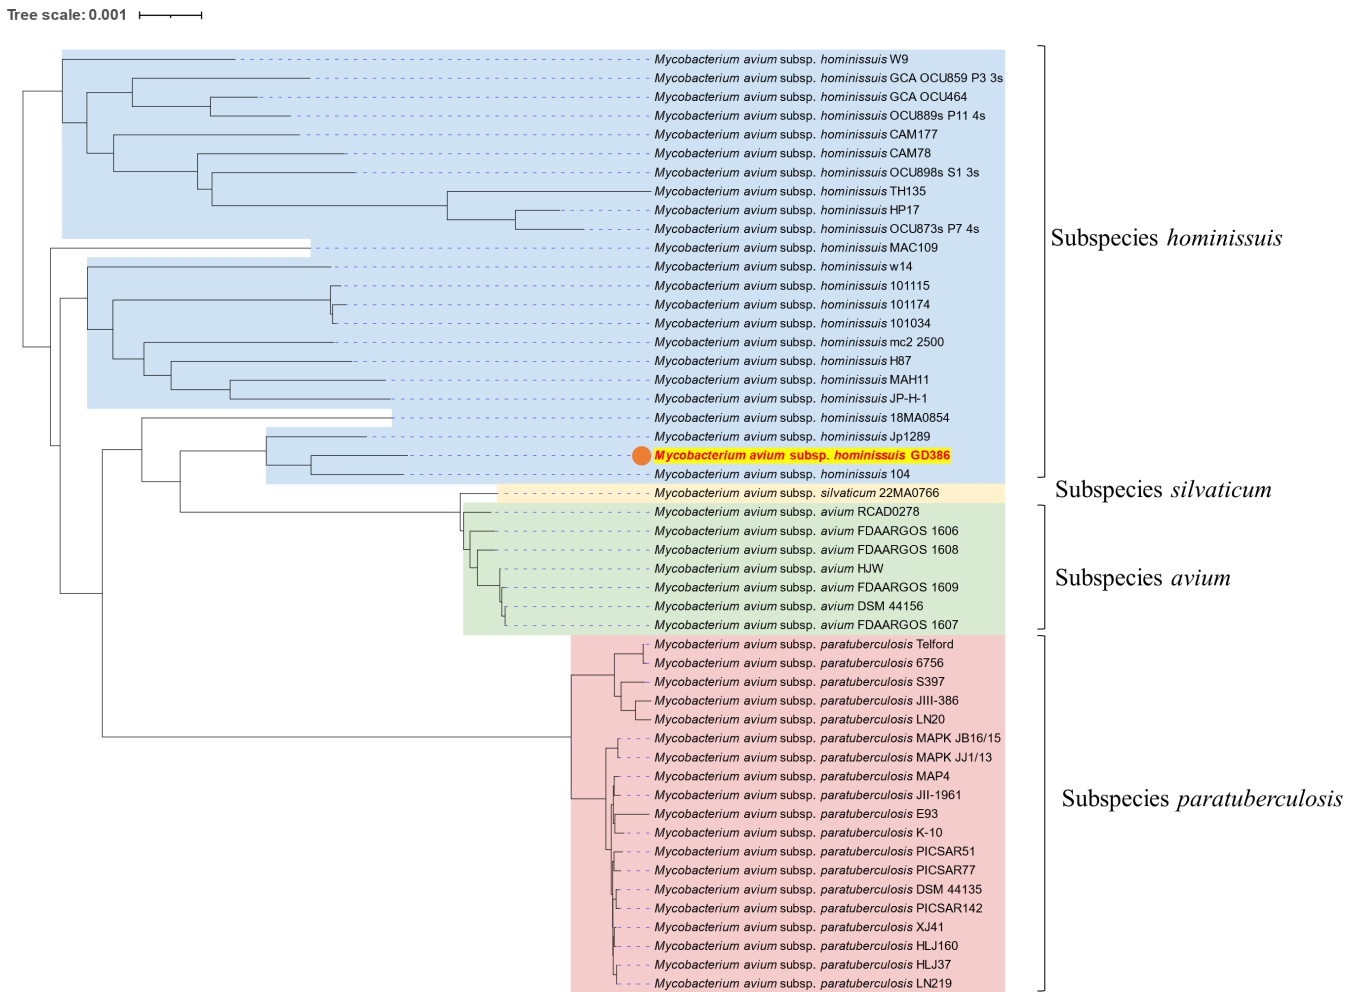 Tree scale: 0.001
Mycobacterium avium subsp. hominissuis W9
Mycobacterium avium subsp. hominissuis GCA OCU859 P3 3s
Mycobacterium avium subsp. hominissuis GCA OCU464
Mycobacterium avium subsp. hominissuis OCU889s P11 4s
Mycobacterium avium subsp. hominissuis CAM177
Mycobacterium avium subsp. hominissuis CAM78
Mycobacterium avium subsp. hominissuis OCU898s S1 3s
Mycobacterium avium subsp. hominissuis TH135
Mycobacterium avium subsp. hominissuis HP17
Mycobacterium avium subsp. hominissuis OCU873s P7 4s
Mycobacterium avium subsp. hominissuis MAC109
Mycobacterium avium subsp. hominissuis w14
Mycobacterium avium subsp. hominissuis 101115
Mycobacterium avium subsp. hominissuis 101174
Mycobacterium avium subsp. hominissuis 101034
Mycobacterium avium subsp. hominissuis mc2 2500
Mycobacterium avium subsp. hominissuis H87
Mycobacterium avium subsp. hominissuis MAH11
Mycobacterium avium subsp. hominissuis JP-H-1
Mycobacterium avium subsp. hominissuis 18MA0854
Mycobacterium avium subsp. hominissuis Jp1289
Mycobacterium avium subsp. hominissuis GD386
Mycobacterium avium subsp. hominissuis 104
Mycobacterium avium subsp. silvaticum 22MA0766
Mycobacterium avium subsp. avium RCAD0278
Mycobacterium avium subsp. avium FDAARGOS 1606
Mycobacterium avium subsp. avium FDAARGOS 1608
Mycobacterium avium subsp. avium HJW
Mycobacterium avium subsp. avium FDAARGOS 1609
Mycobacterium avium subsp. avium DSM 44156
Mycobacterium avium subsp. avium FDAARGOS 1607
Mycobacterium avium subsp. paratuberculosis Telford
Mycobacterium avium subsp. paratuberculosis 6756
Mycobacterium avium subsp. paratuberculosis S397
Mycobacterium avium subsp. paratuberculosis JIII-386
Mycobacterium avium subsp. paratuberculosis LN20
Mycobacterium avium subsp. paratuberculosis MAPK JB16/15
Mycobacterium avium subsp. paratuberculosis MAPK JJ1/13
Mycobacterium avium subsp. paratuberculosis MAP4
Mycobacterium avium subsp. paratuberculosis JII-1961
Mycobacterium avium subsp. paratuberculosis E93
Mycobacterium avium subsp. paratuberculosis K-10
Mycobacterium avium subsp. paratuberculosis PICSAR51
Mycobacterium avium subsp. paratuberculosis PICSAR77
Mycobacterium avium subsp. paratuberculosis DSM 44135
Mycobacterium avium subsp. paratuberculosis PICSAR142
Mycobacterium avium subsp. paratuberculosis XJ41
Mycobacterium avium subsp. paratuberculosis HLJ160
Mycobacterium avium subsp. paratuberculosis HLJ37
Mycobacterium avium subsp. paratuberculosis LN219
Subspecies hominissuis
Subspecies silvaticum
Subspecies avium
Subspecies paratuberculosis